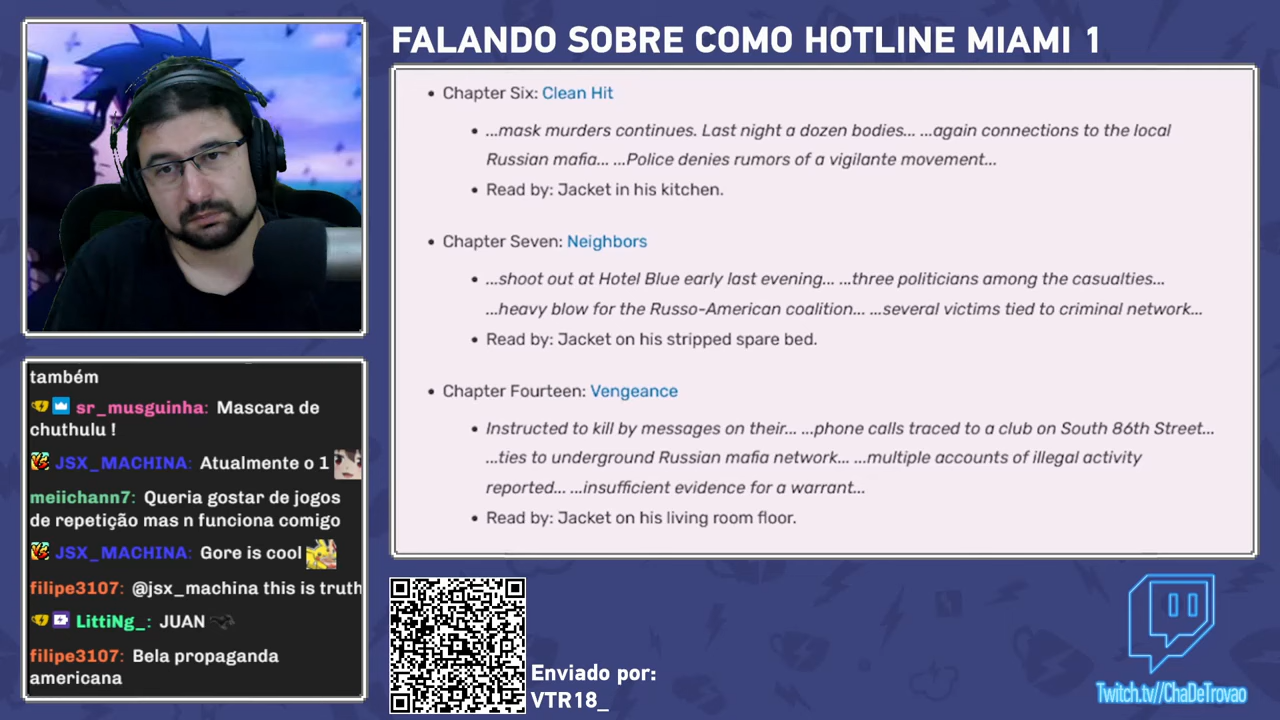 FALANDO SOBRE COMO HOTLINE MIAMI 1
• Chapter Six: Clean Hit
• ...mask murders continues. Last night a dozen bodies... ...again connections to the local
Russian mafia... ...Police denies rumors of a vigilante movement...
• Read by: Jacket in his kitchen.
• Chapter Seven: Neighbors
• ...shoot out at Hotel Blue early last evening... ...three politicians among the casualties...
...heavy blow for the Russo-American coalition... ...several victims tied to criminal network...
• Read by: Jacket on his stripped spare bed.
• Chapter Fourteen: Vengeance
• Instructed to kill by messages on their... ...phone calls traced to a club on South 86th Street...
...ties to underground Russian mafia network... ...multiple accounts of illegal activity
reported... ...insufficient evidence for a warrant...
• Read by: Jacket on his living room floor.
também
sr_musguinha: Mascara de
chuthulu !
JSX_MACHINA: Atualmente o 1
meiichann7: Queria gostar de jogos
de repetição mas n funciona comigo
JSX_MACHINA: Gore is cool
filipe3107: @jsx_machina this is truth
LittiNg_: JUAN
filipe3107: Bela propaganda
americana
Enviado por:
VTR18_
Twitch.tv//ChaDeTrovao